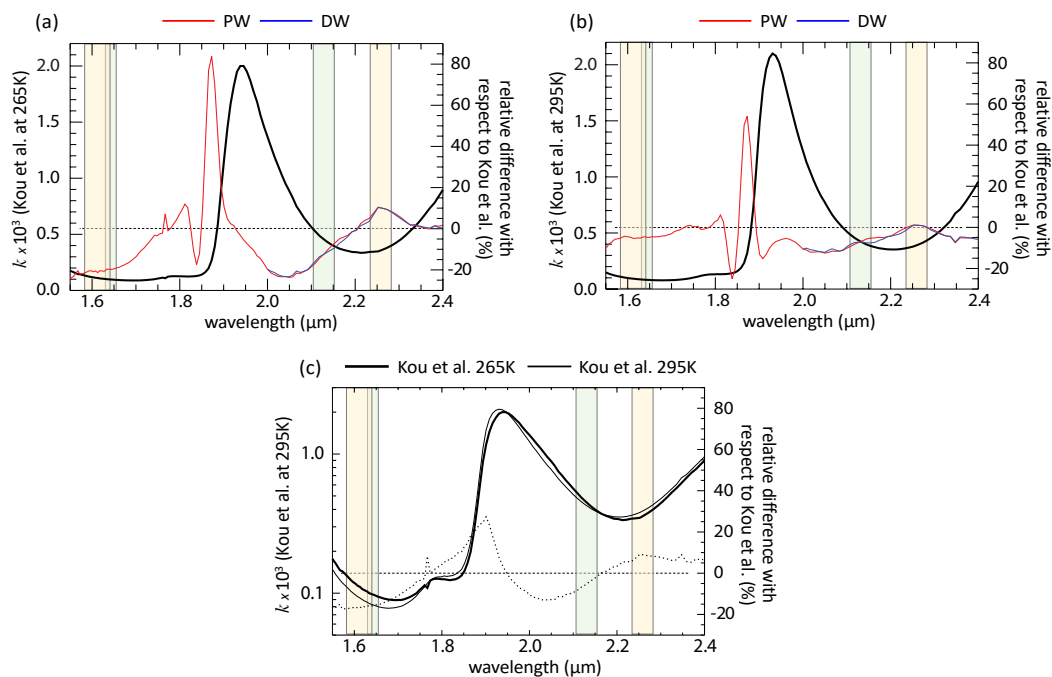 (a) PW DW
k x 10³ (Kou et al. at 265K)
2.0
1.5
1.0
0.5
0.0
80
60
40
20
0
-20
relative difference with
respect to Kou et al. (%)
1.6 1.8 2.0 2.2 2.4
wavelength (μm)
(b) PW DW
k x 10³ (Kou et al. at 295K)
2.0
1.5
1.0
0.5
0.0
80
60
40
20
0
-20
relative difference with
respect to Kou et al. (%)
1.6 1.8 2.0 2.2 2.4
wavelength (μm)
(c) Kou et al. 265K Kou et al. 295K
k x10³ (Kou et al. at 295K)
1.0
0.1
80
60
40
20
0
-20
relative difference with
respect to Kou et al. (%)
1.6 1.8 2.0 2.2 2.4
wavelength (μm)